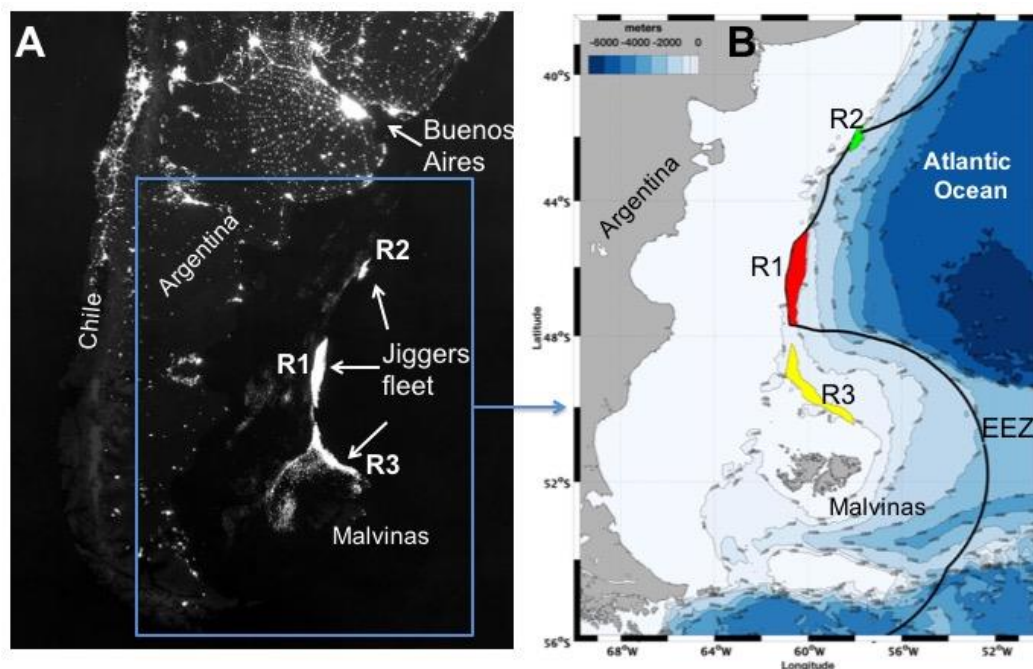 A
Buenos
Aires
Argentina
Chile
R2
R1
Jiggers
fleet
R3
Malvinas
B
meters
-6000 -4000 -2000 0
40°S
44°S
48°S
52°S
56°S
Latitude
R2
Argentina
Atlantic
Ocean
R1
R3
EEZ
Malvinas
68°W 64°W 60°W 56°W 52°W
Longitude